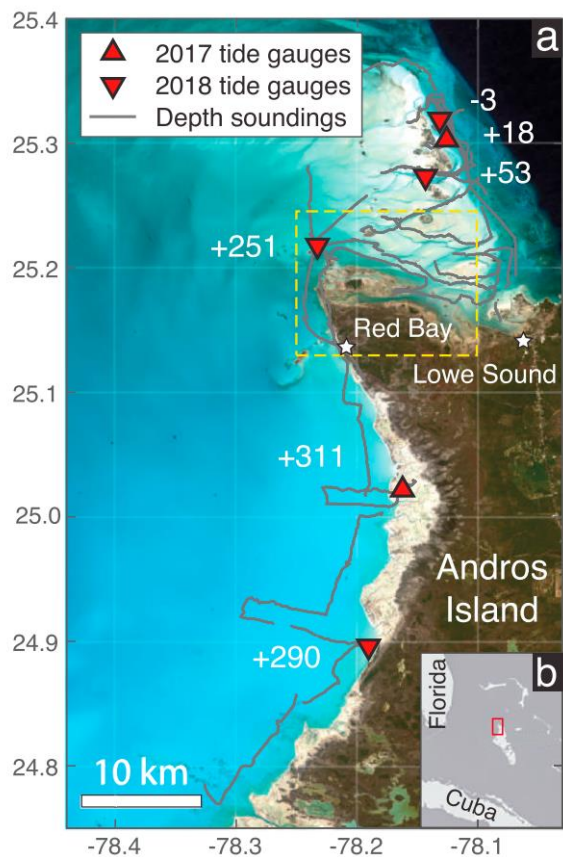 25.4
a
2017 tide gauges
2018 tide gauges
Depth soundings
-3
+18
25.3
+53
+251
25.2
Red Bay
Lowe Sound
25.1
+311
25.0
Andros
Island
24.9
+290
b
Florida
24.8
10 km
Cuba
-78.4
-78.3
-78.2
-78.1